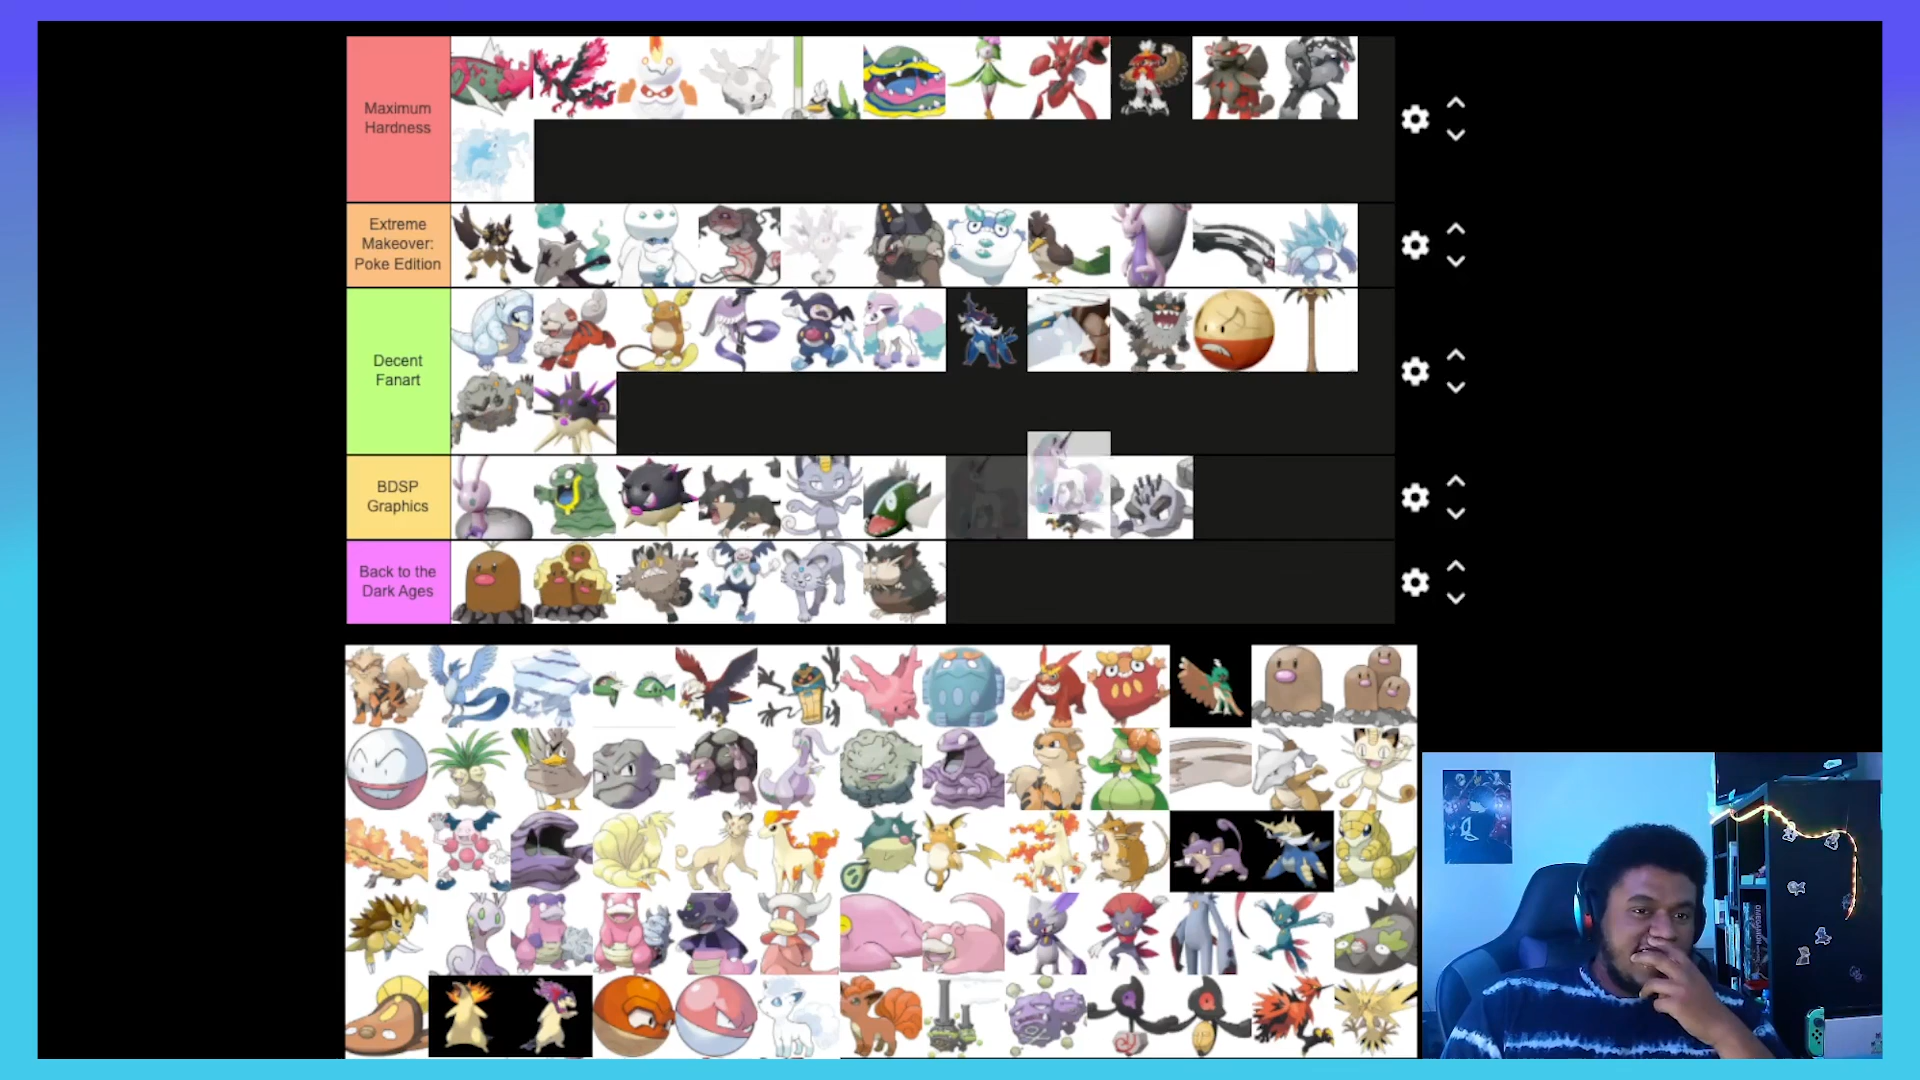 Maximum
Hardness
Extreme
Makeover:
Poke Edition
Decent
Fanart
BDSP
Graphics
Back to the
Dark Ages